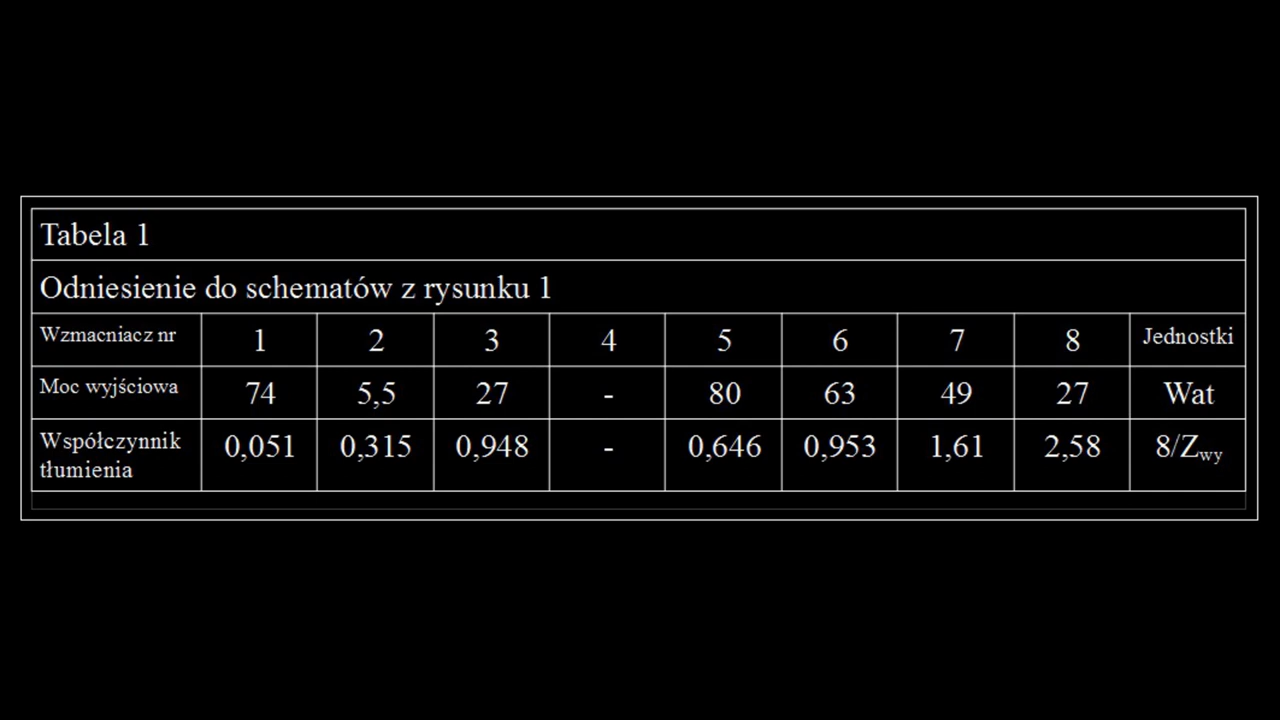 Tabela 1
Odniesienie do schematów z rysunku 1
Wzmacniacz nr 1 2 3 4 5 6 7 8 Jednostki
Moc wyjściowa 74 5,5 27 - 80 63 49 27 Wat
Współczynnik tłumienia 0,051 0,315 0,948 - 0,646 0,953 1,61 2,58 8/Zwy